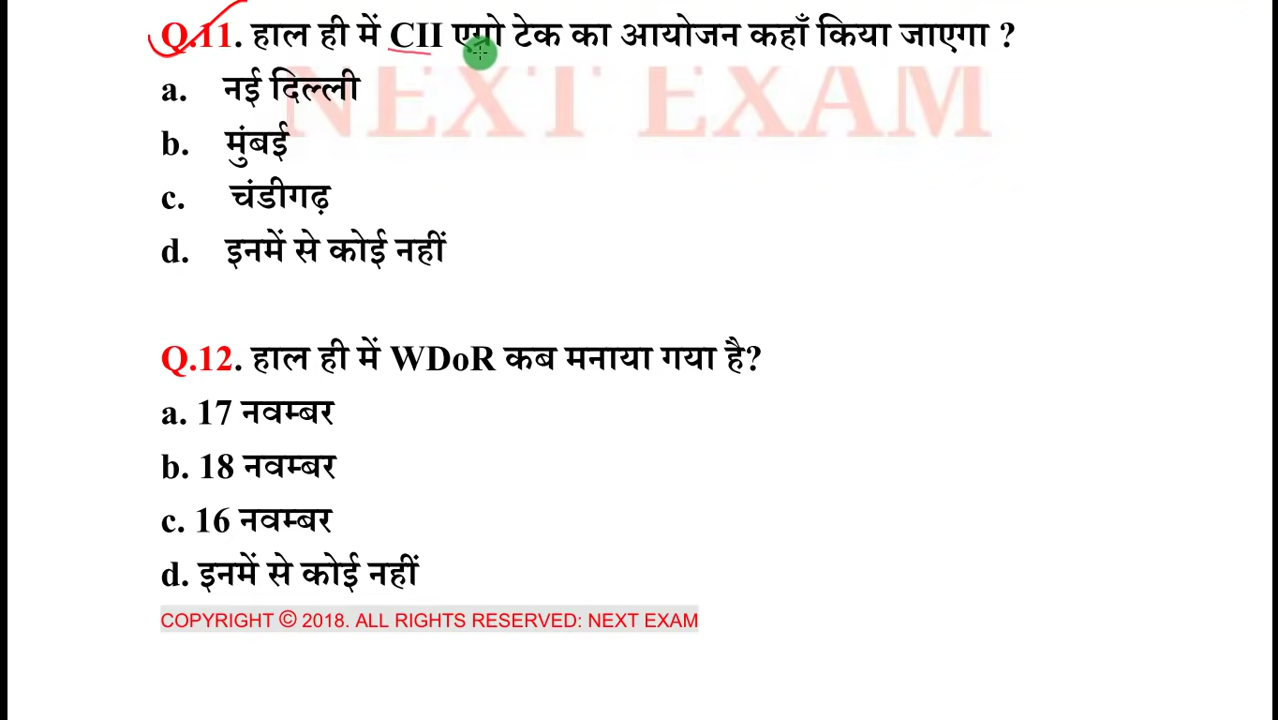 Q.11. हाल ही में CII एग्रो टेक का आयोजन कहाँ किया जाएगा ?
NEXT EXAM
a. नई दिल्ली
b. मुंबई
c. चंडीगढ़
d. इनमें से कोई नहीं
Q.12. हाल ही में WDoR कब मनाया गया है?
a. 17 नवम्बर
b. 18 नवम्बर
c. 16 नवम्बर
d. इनमें से कोई नहीं
COPYRIGHT © 2018. ALL RIGHTS RESERVED: NEXT EXAM